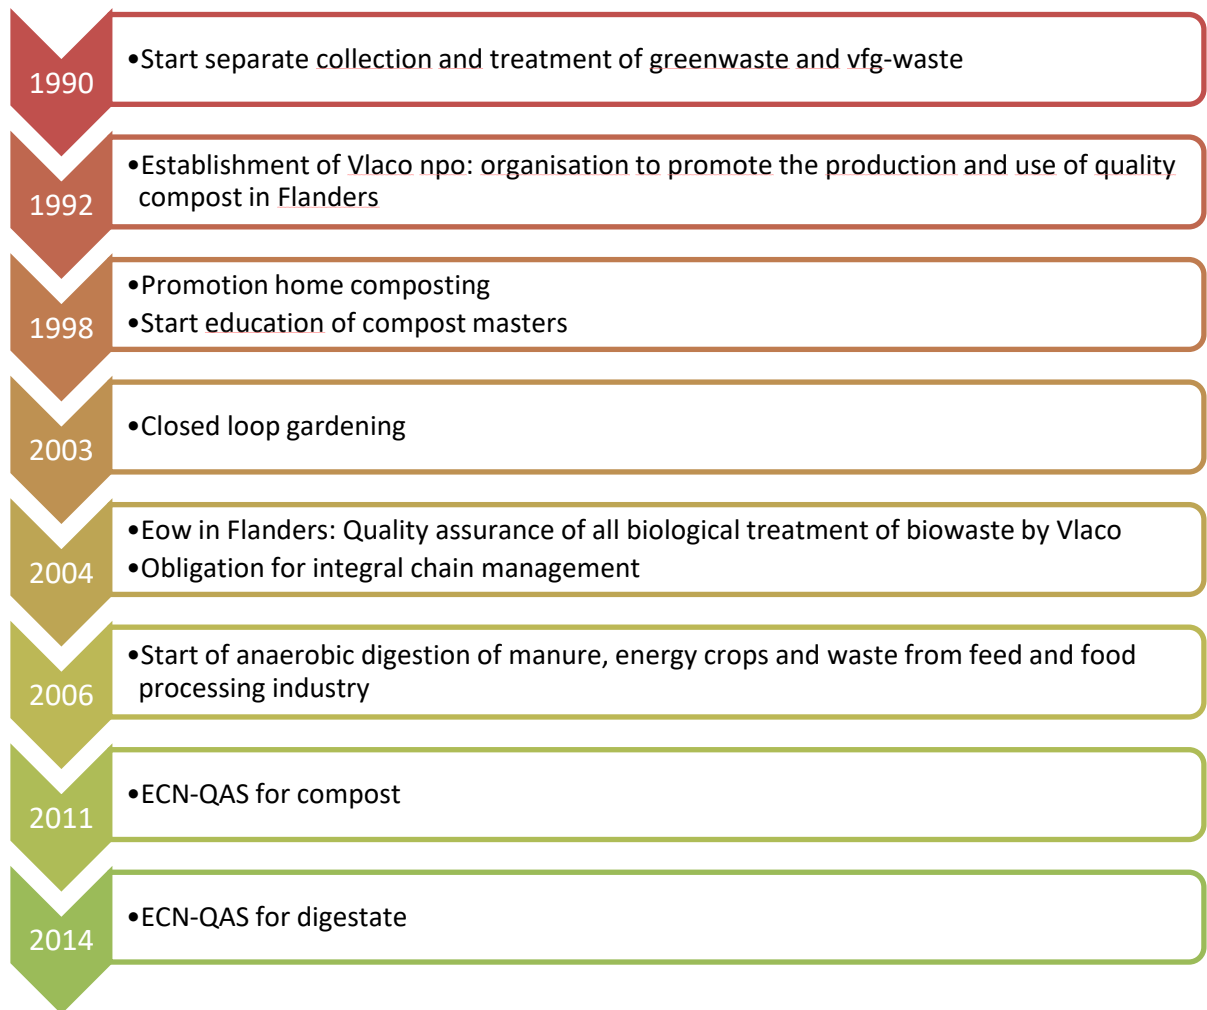 1990
•Start separate collection and treatment of greenwaste and vfg-waste
1992
•Establishment of Vlaco npo: organisation to promote the production and use of quality
compost in Flanders
1998
•Promotion home composting
•Start education of compost masters
2003
•Closed loop gardening
2004
•Eow in Flanders: Quality assurance of all biological treatment of biowaste by Vlaco
•Obligation for integral chain management
2006
•Start of anaerobic digestion of manure, energy crops and waste from feed and food
processing industry
2011
•ECN-QAS for compost
2014
•ECN-QAS for digestate